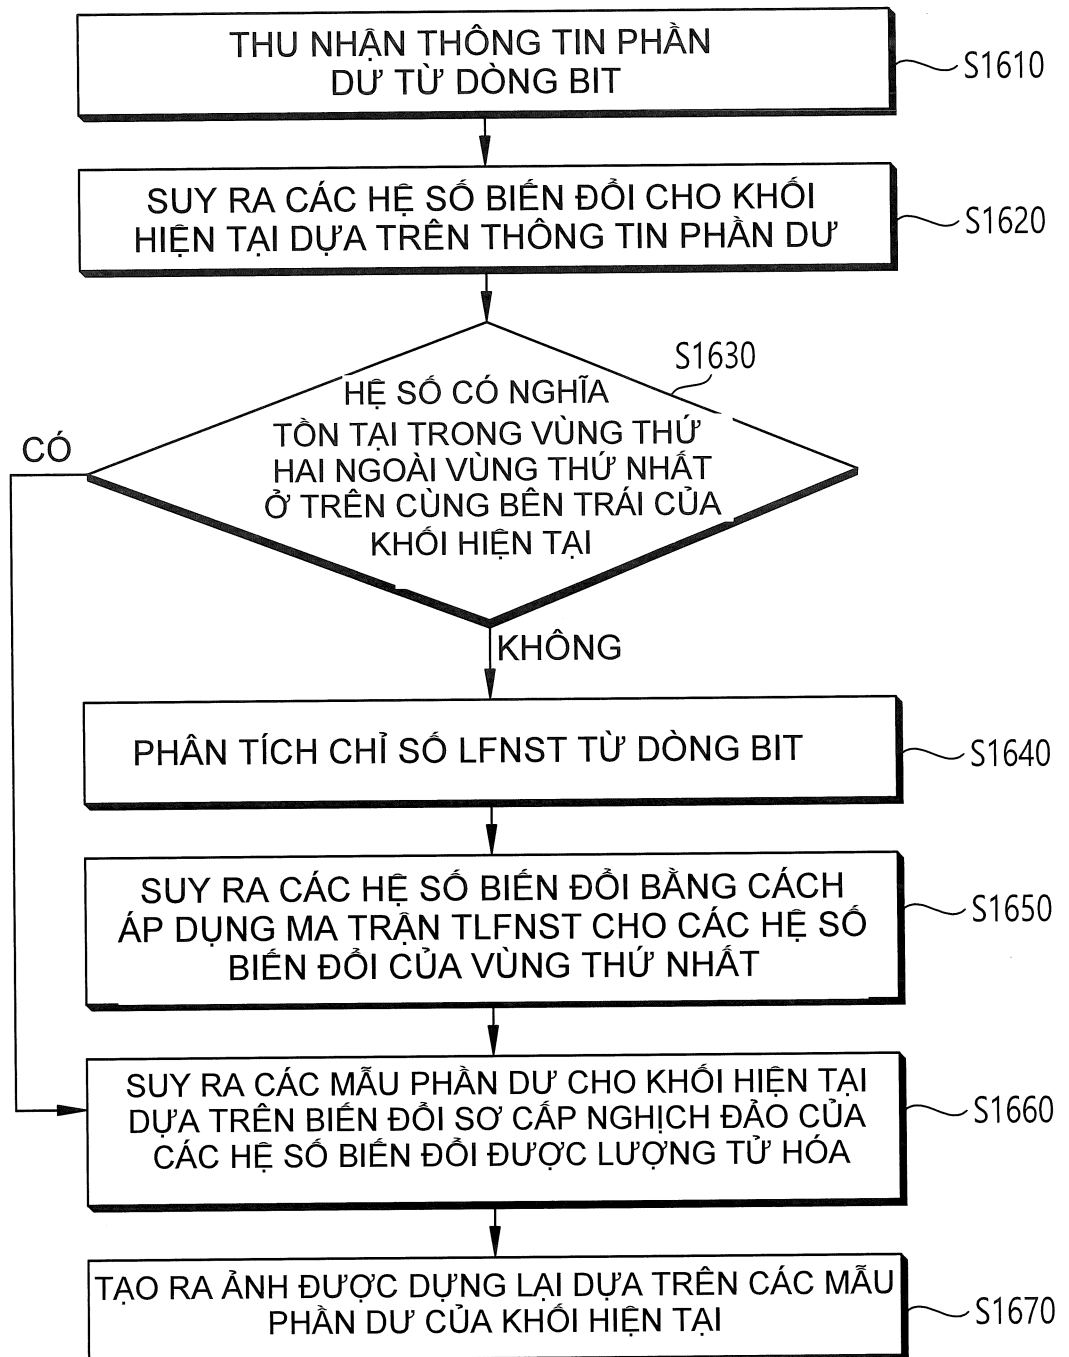 THU NHẬN THÔNG TIN PHẦN
DƯ TỪ DÒNG BIT
S1610
SUY RA CÁC HỆ SỐ BIẾN ĐỔI CHO KHỐI
HIỆN TẠI DỰA TRÊN THÔNG TIN PHẦN DƯ
S1620
S1630
HỆ SỐ CÓ NGHĨA
TỒN TẠI TRONG VÙNG THỨ
HAI NGOÀI VÙNG THỨ NHẤT
Ở TRÊN CÙNG BÊN TRÁI CỦA
KHỐI HIỆN TẠI
CÓ
KHÔNG
PHÂN TÍCH CHỈ SỐ LFNST TỪ DÒNG BIT
S1640
SUY RA CÁC HỆ SỐ BIẾN ĐỔI BẰNG CÁCH
ÁP DỤNG MA TRẬN TLFNST CHO CÁC HỆ SỐ
BIẾN ĐỔI CỦA VÙNG THỨ NHẤT
S1650
SUY RA CÁC MẪU PHẦN DƯ CHO KHỐI HIỆN TẠI
DỰA TRÊN BIẾN ĐỔI SƠ CẤP NGHỊCH ĐẢO CỦA
CÁC HỆ SỐ BIẾN ĐỔI ĐƯỢC LƯỢNG TỬ HÓA
S1660
TẠO RA ẢNH ĐƯỢC DỰNG LẠI DỰA TRÊN CÁC MẪU
PHẦN DƯ CỦA KHỐI HIỆN TẠI
S1670